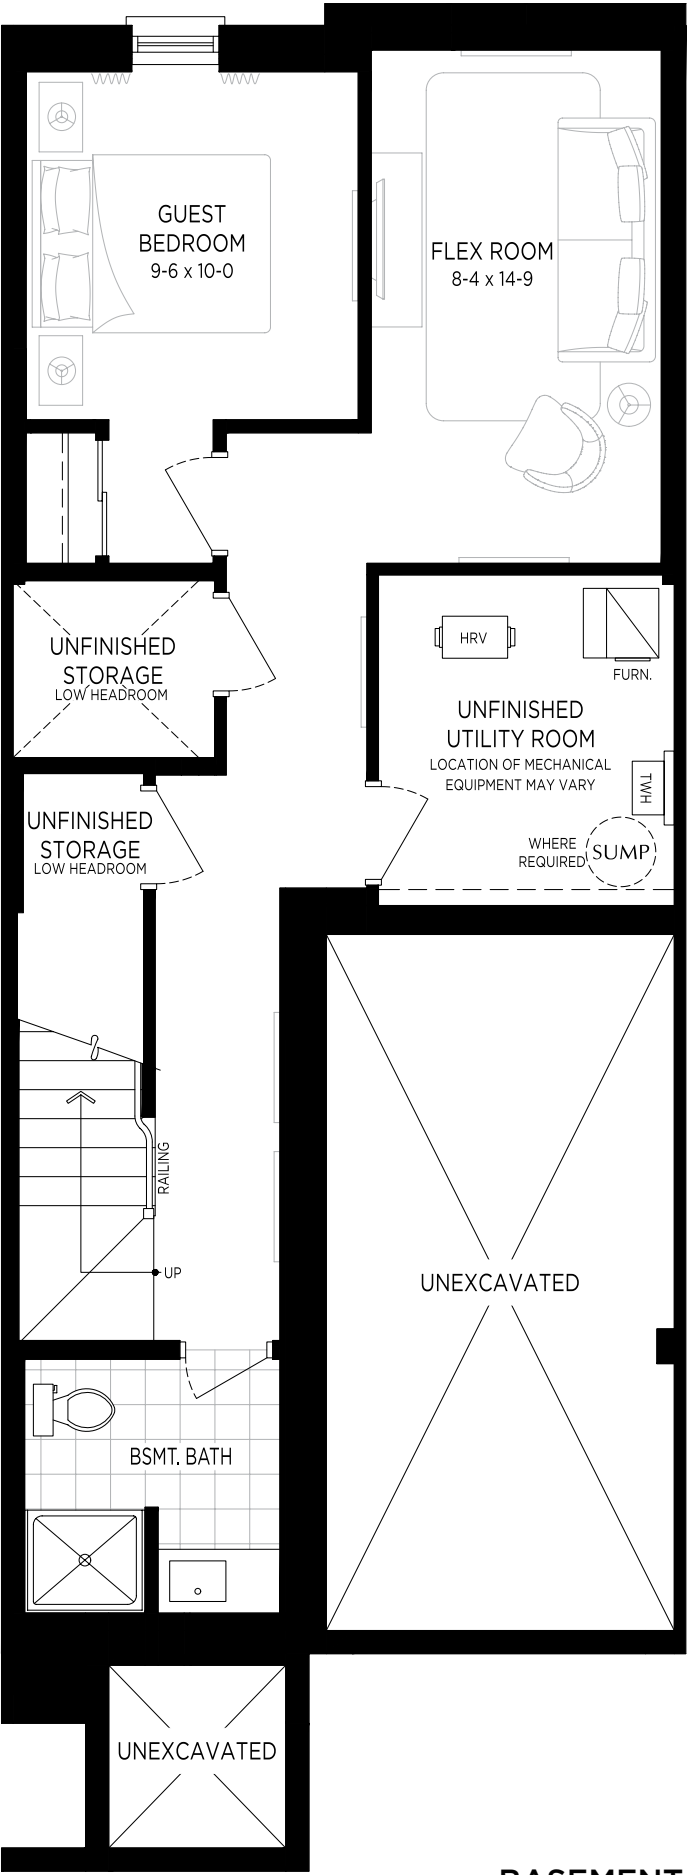 GUEST
BEDROOM
9-6 x 10-0
FLEX ROOM
8-4 x 14-9
UNFINISHED
STORAGE
LOW HEADROOM
HRV
FURN.
UNFINISHED
UTILITY ROOM
LOCATION OF MECHANICAL
EQUIPMENT MAY VARY
TWH
WHERE
REQUIRED
SUMP
UNFINISHED
STORAGE
LOW HEADROOM
RAILING
UP
UNEXCAVATED
BSMT. BATH
UNEXCAVATED
BASEMENT